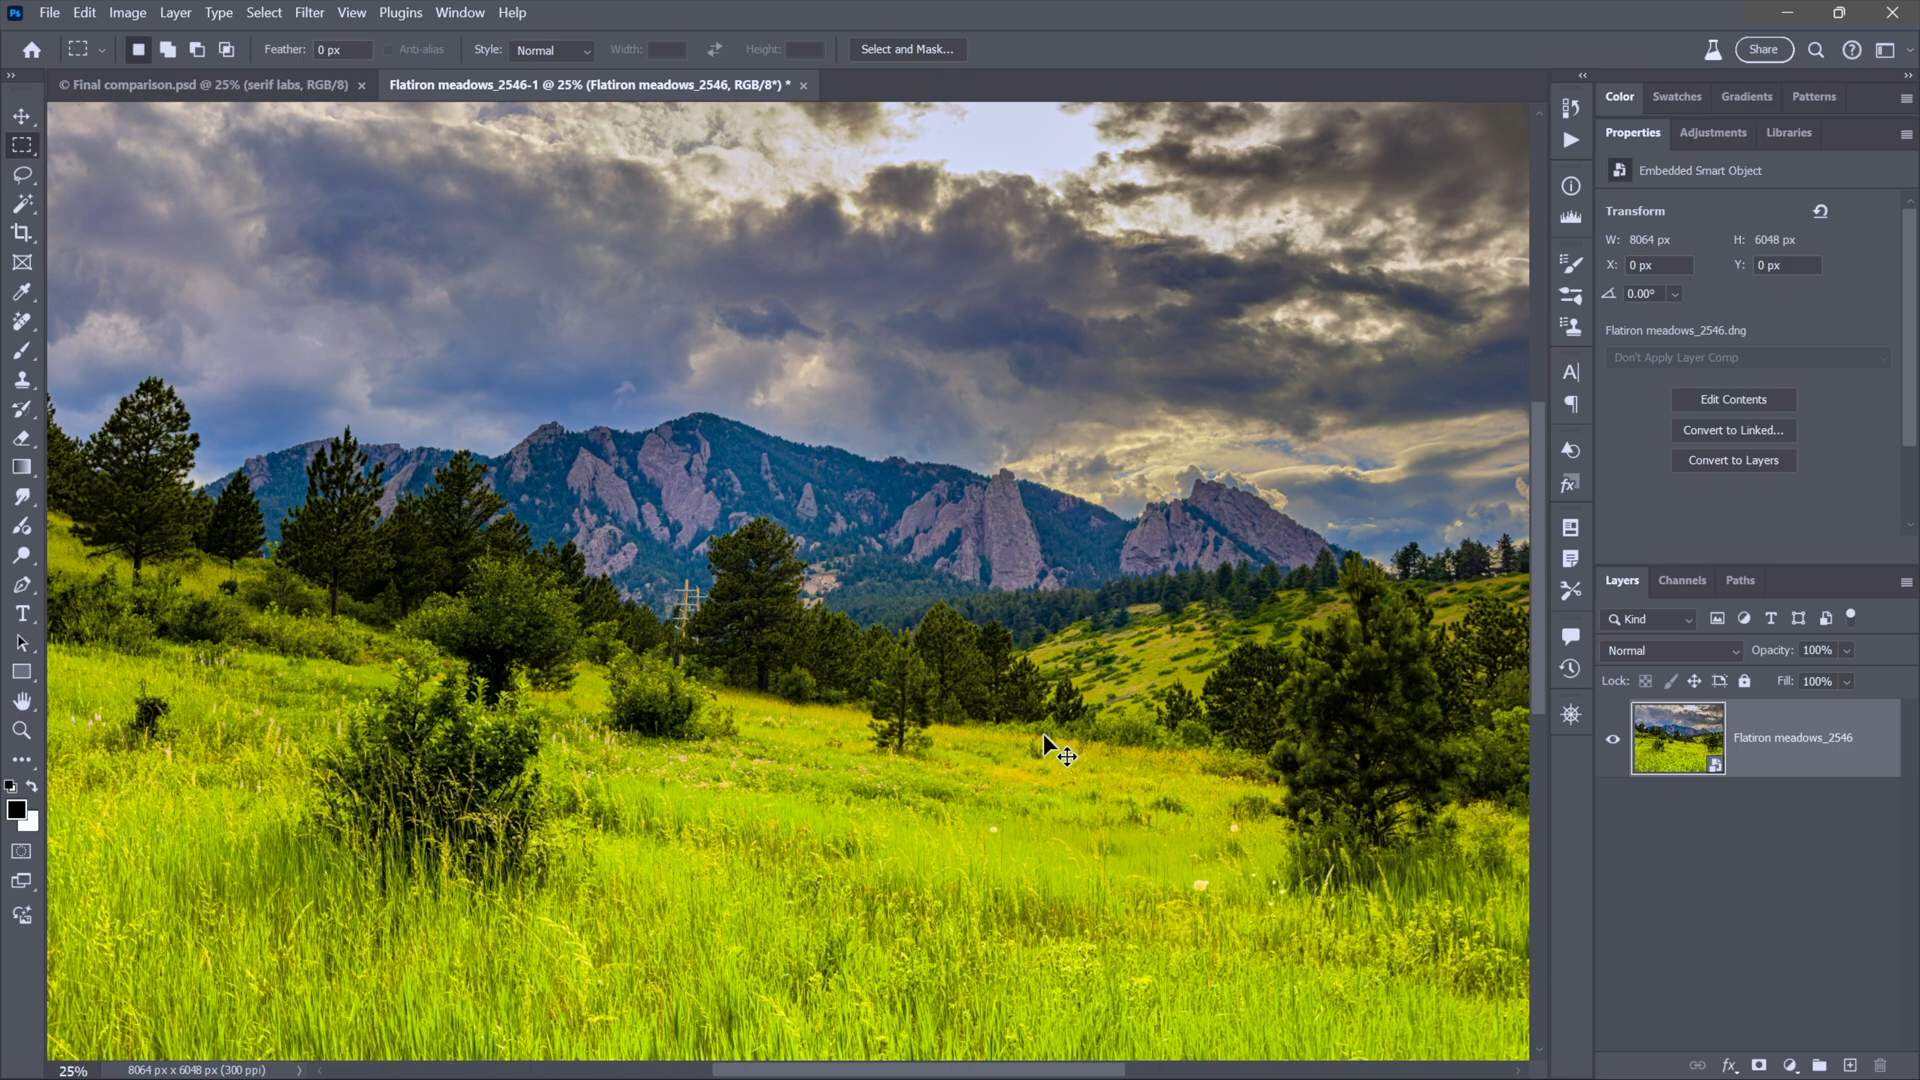 Ps File Edit Image Layer Type Select Filter View Plugins Window Help
Feather: 0 px Anti-alias Style: Normal Width: Height: Select and Mask... Share
© Final comparison.psd @ 25% (serif labs, RGB/8) × Flatiron meadows_2546-1 @ 25% (Flatiron meadows_2546, RGB/8*) * ×
Color Swatches Gradients Patterns
Properties Adjustments Libraries
Embedded Smart Object
Transform
W: 8064 px H: 6048 px
X: 0 px Y: 0 px
0.00°
Flatiron meadows_2546.dng
Don't Apply Layer Comp
Edit Contents
Convert to Linked...
Convert to Layers
Layers Channels Paths
Kind
Normal Opacity: 100%
Lock: Fill: 100%
Flatiron meadows_2546
fx
25% 8064 px x 6048 px (300 ppi)